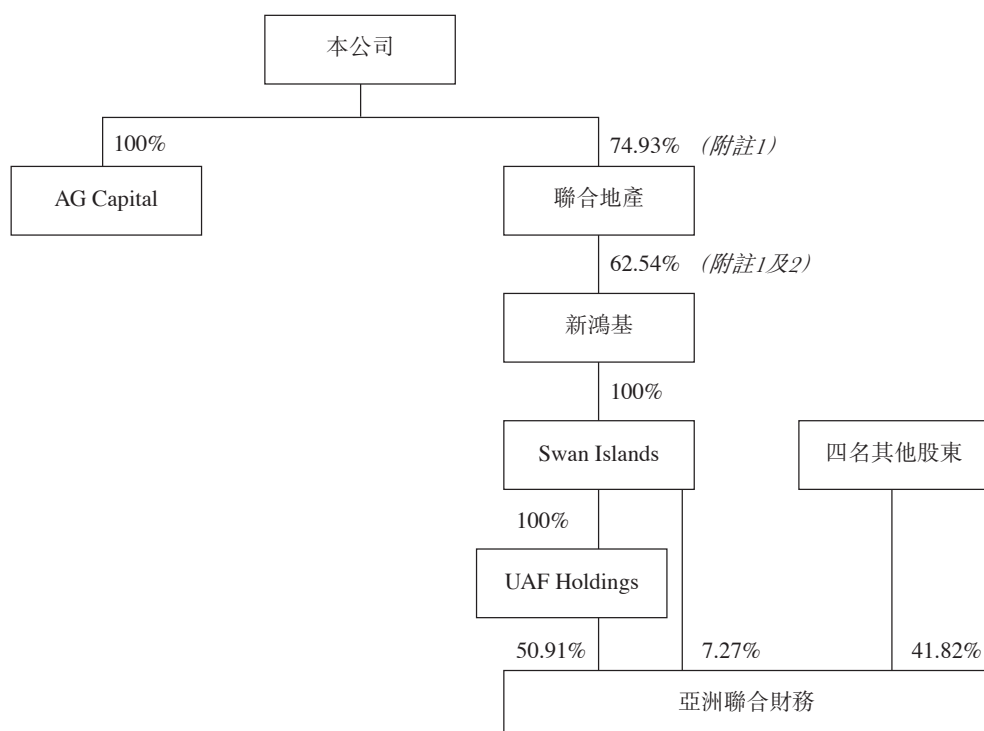 本公司
100%
74.93% (附註1)
AG Capital
聯合地產
62.54% (附註1及2)
新鴻基
100%
Swan Islands
四名其他股東
100%
UAF Holdings
50.91%
7.27%
41.82%
亞洲聯合財務